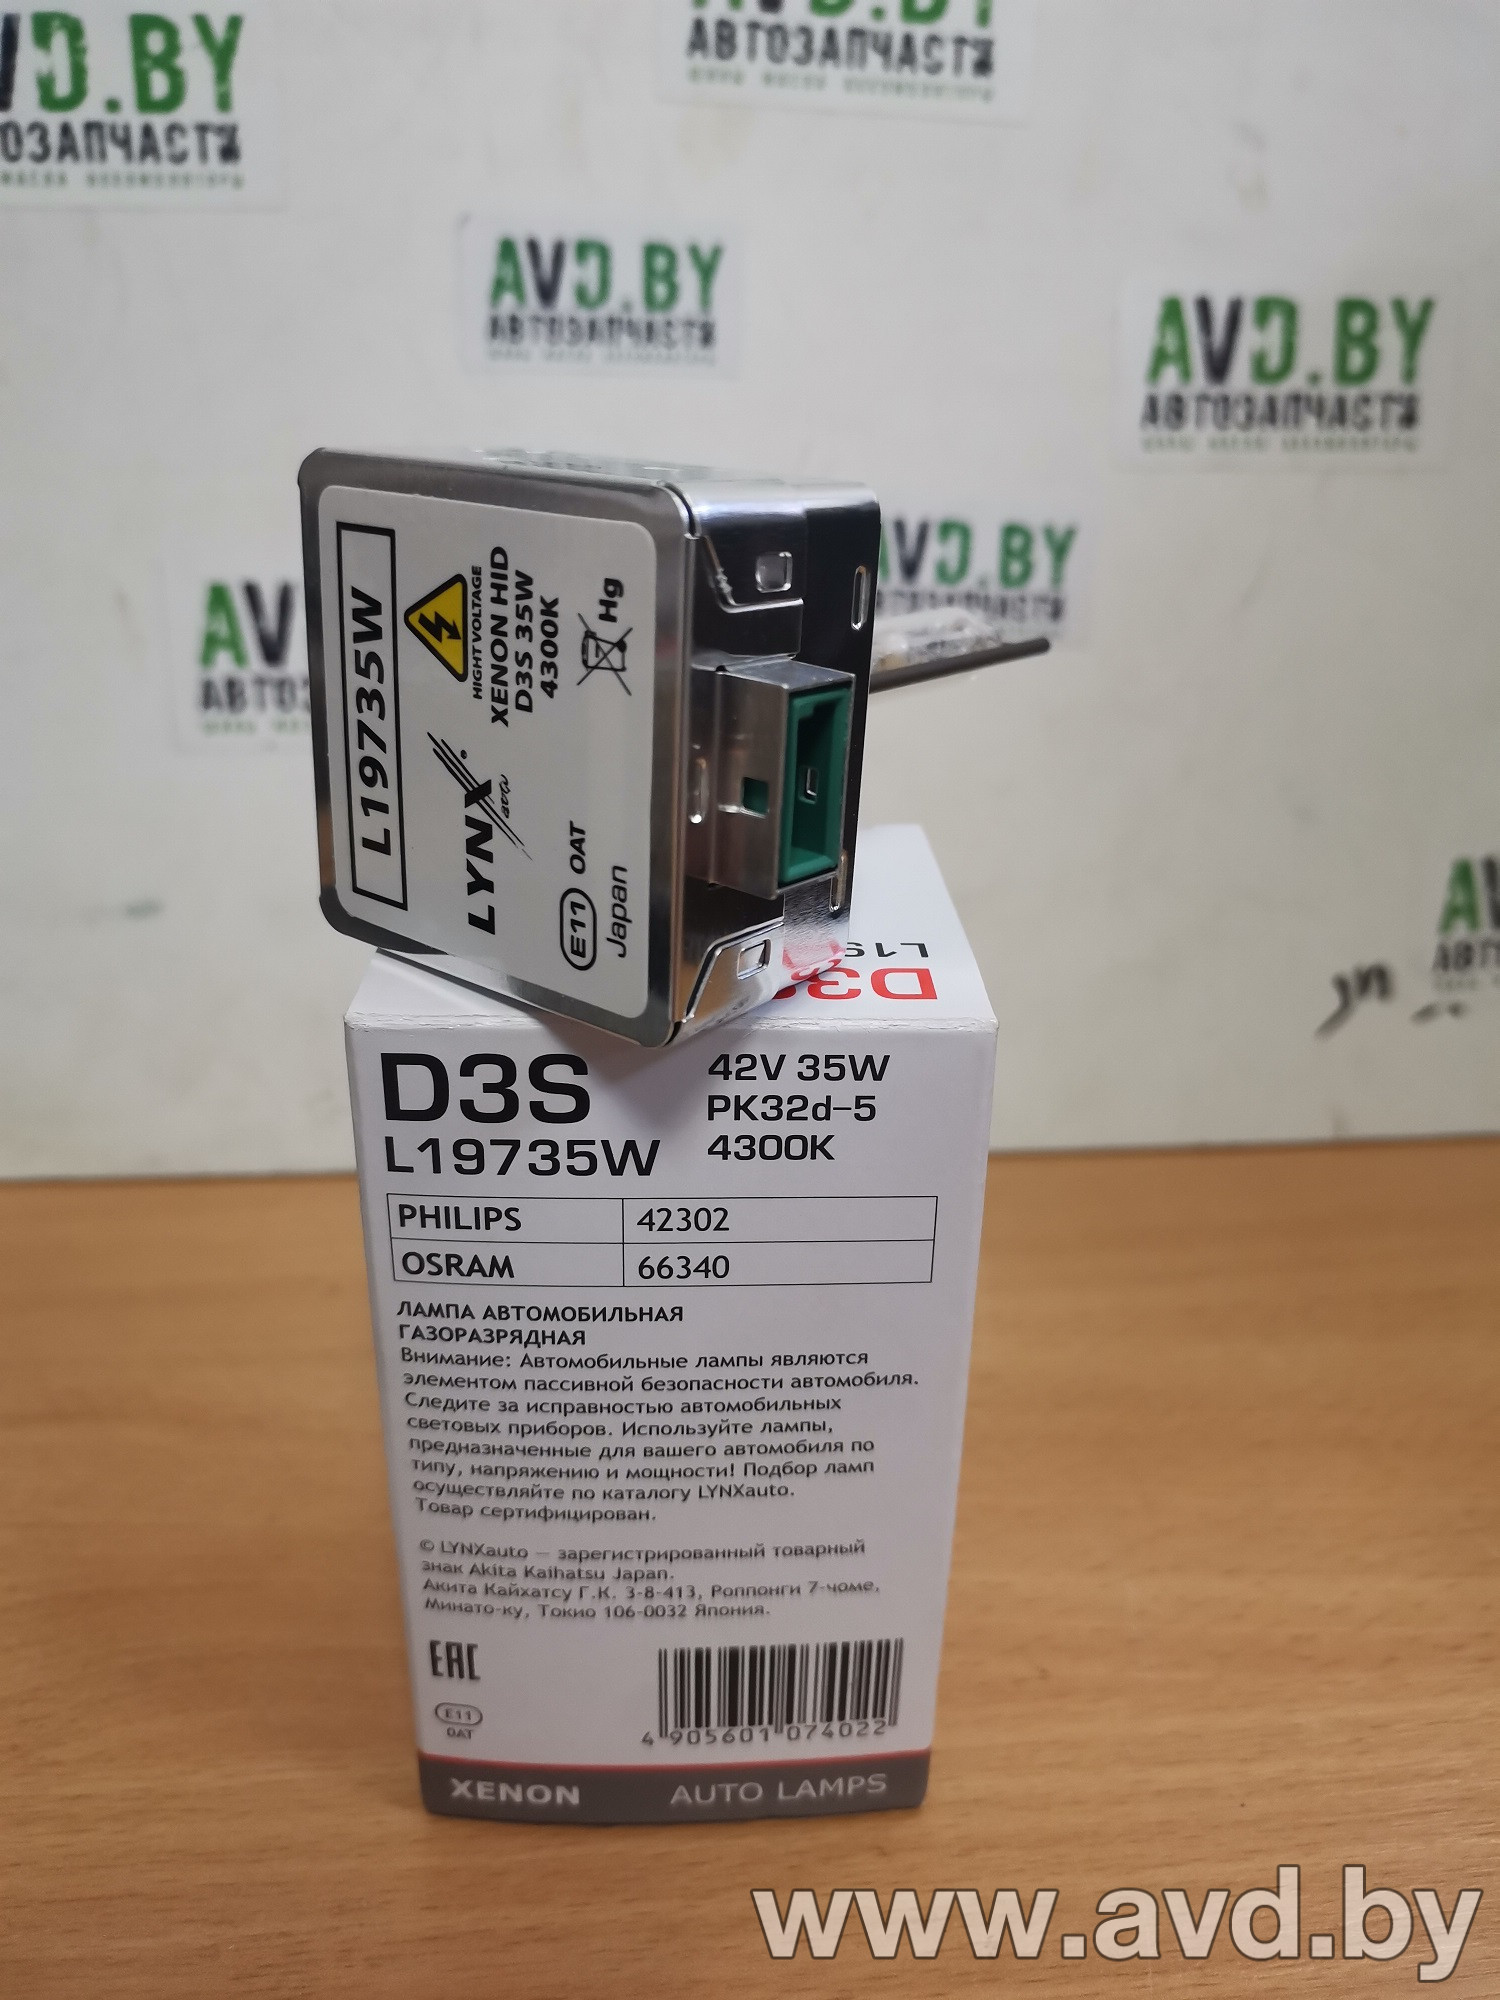 AVD.BY
АВТОЗАПЧАСТИ
AVD.BY
АВТОЗАПЧАСТИ
AVD.BY
АВТОЗАПЧАСТИ
L19735W
HIGHTVOLTAGE
XENON HID
D3S 35W
4300K
LYNX
auto
Hg
E11 OAT
Japan
D3S
L19735W
42V 35W
PK32d-5
4300K
PHILIPS 42302
OSRAM 66340
ЛАМПА АВТОМОБИЛЬНАЯ
ГАЗОРАЗРЯДНАЯ
Внимание: Автомобильные лампы являются
элементом пассивной безопасности автомобиля.
Следите за исправностью автомобильных
световых приборов. Используйте лампы,
предназначенные для вашего автомобиля по
типу, напряжению и мощности! Подбор ламп
осуществляйте по каталогу LYNXauto.
Товар сертифицирован.
© LYNXauto – зарегистрированный товарный
знак Akita Kaihatsu Japan.
Акита Кайхатсу Г.К. 3-8-413, Роппонги 7-чоме,
Минато-ку, Токио 106-0032 Япония.
EAC
E11
OAT
4 905601 074022
XENON AUTO LAMPS
www.avd.by